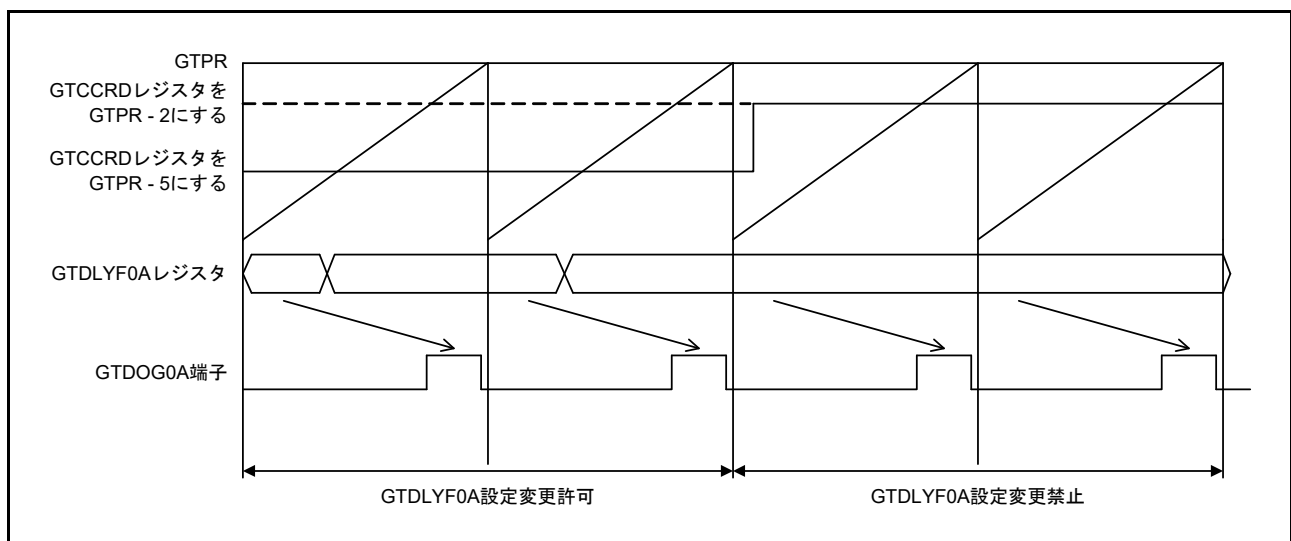 GTPR
GTCCRDレジスタを
GTPR - 2にする
GTCCRDレジスタを
GTPR - 5にする
GTDLYF0Aレジスタ
GTDOG0A端子
GTDLYF0A設定変更許可
GTDLYF0A設定変更禁止